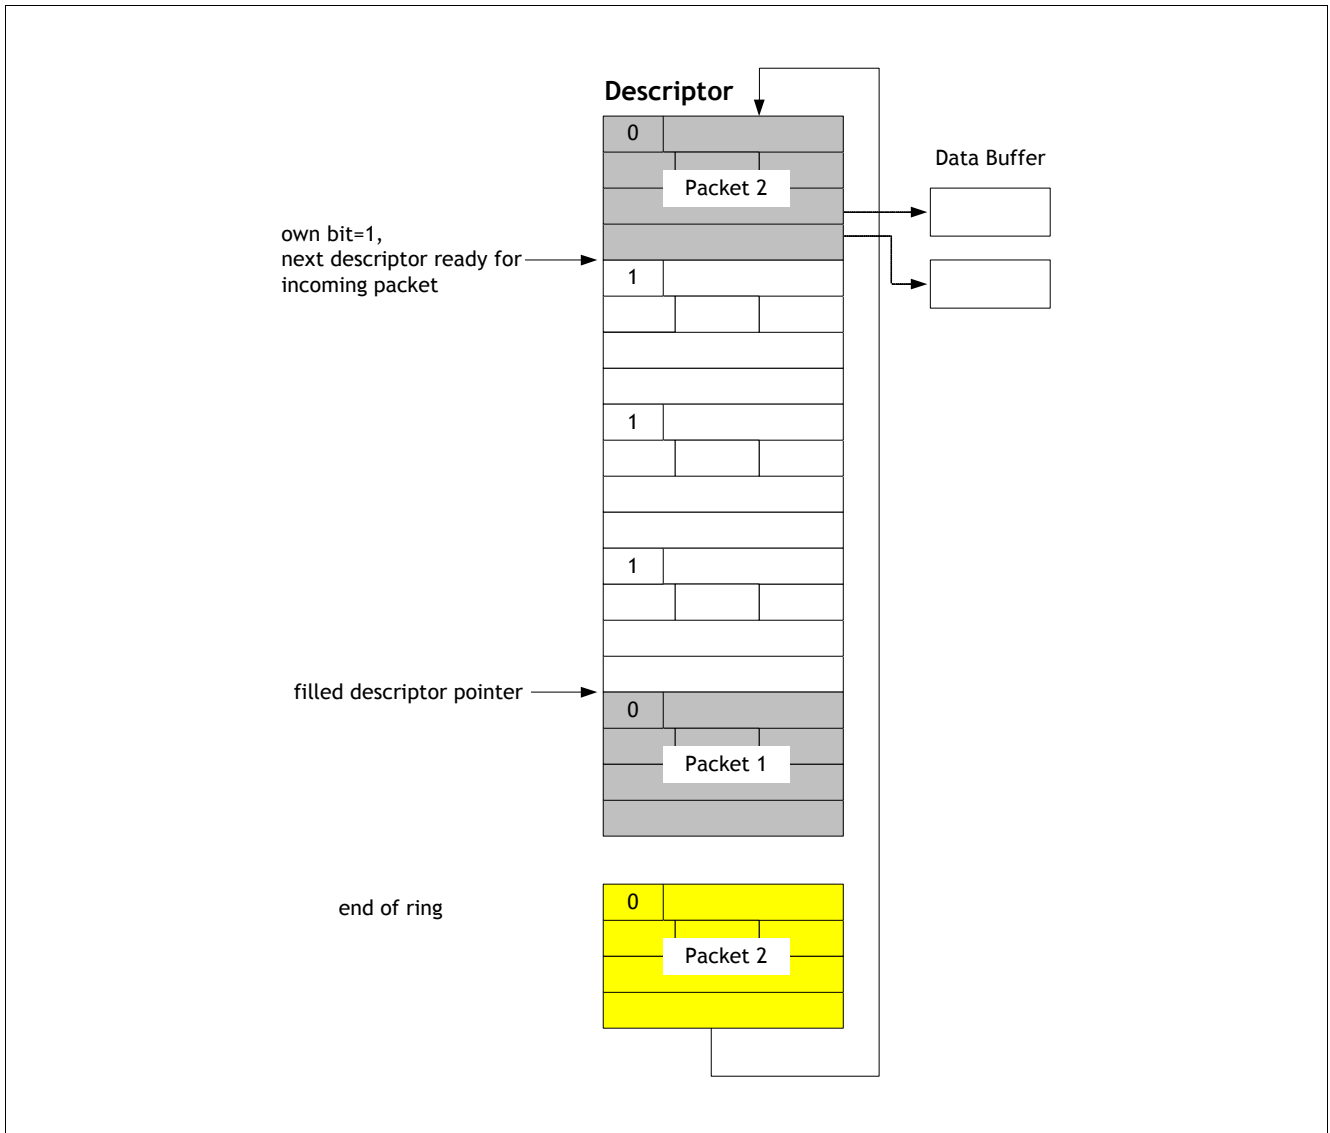 Descriptor
0
Data Buffer
Packet 2
own bit=1,
next descriptor ready for
incoming packet
1
1
1
filled descriptor pointer
0
Packet 1
0
end of ring
Packet 2